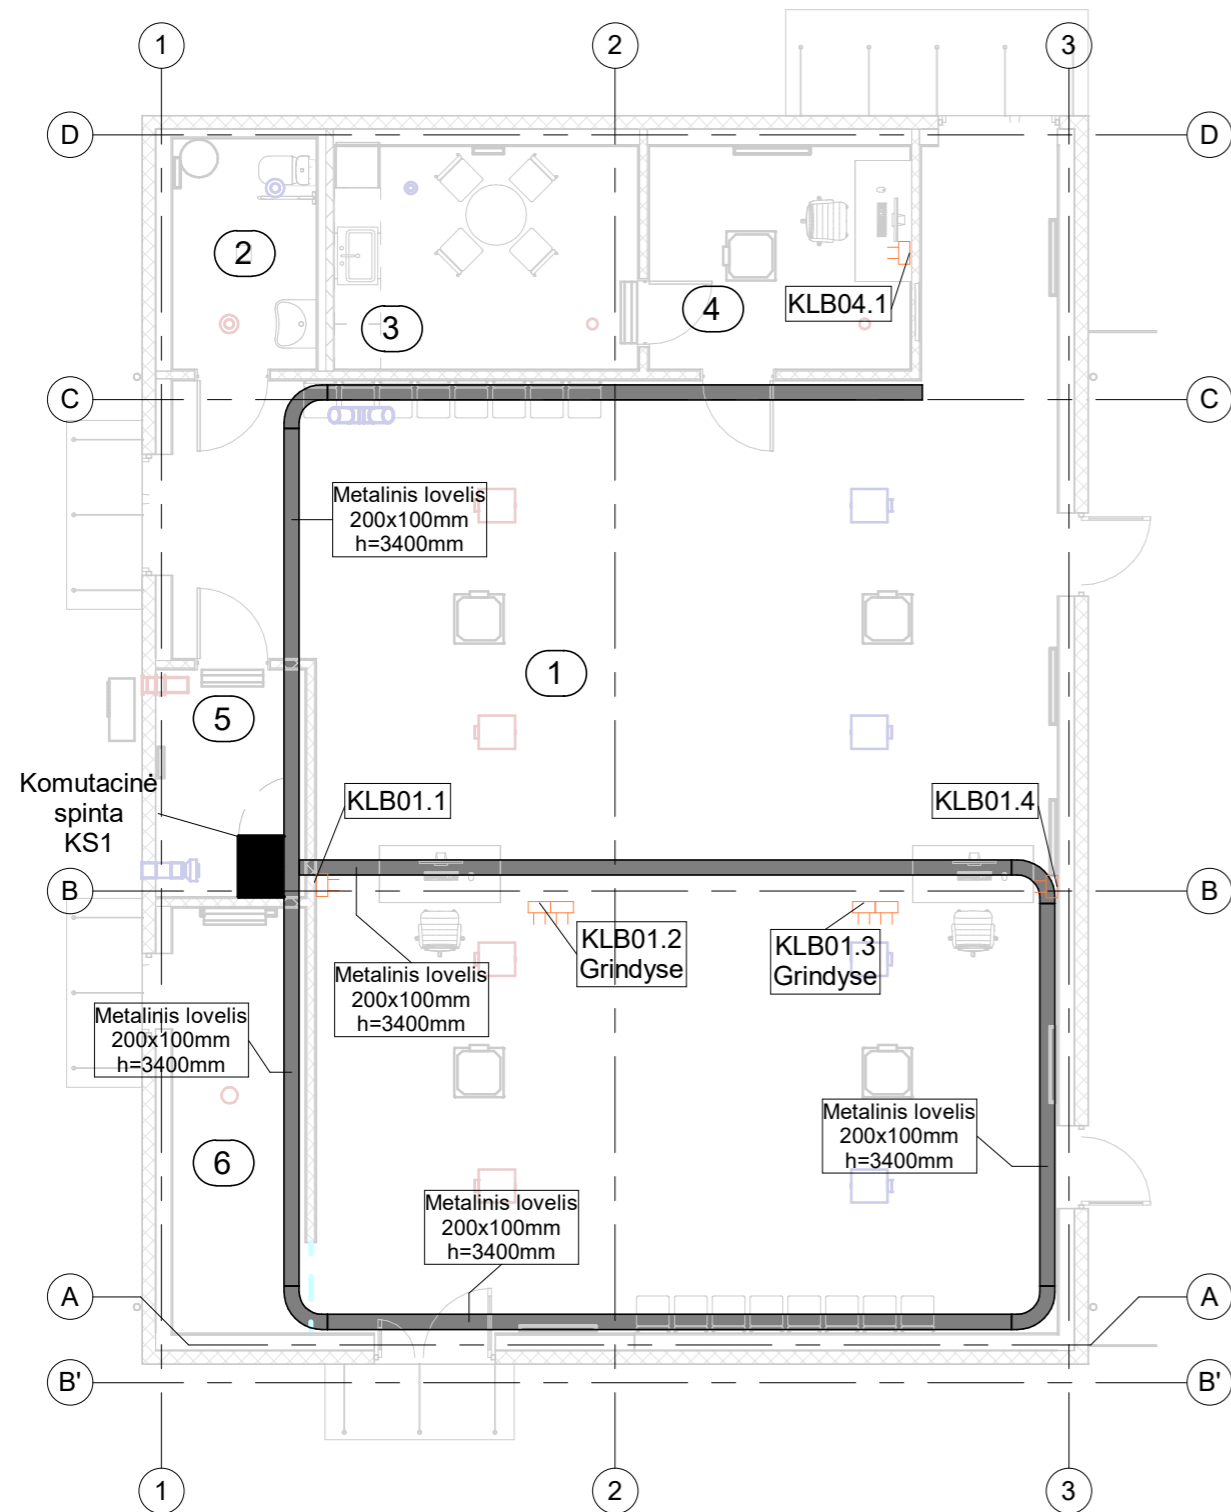 1
2
3
D
D
2
3
4
KLB04.1
C
C
Metalinis lovelis
200x100mm
h=3400mm
1
5
Komutacinė
spinta
KS1
KLB01.1
KLB01.4
B
B
KLB01.2
Grindyse
KLB01.3
Grindyse
Metalinis lovelis
200x100mm
h=3400mm
Metalinis lovelis
200x100mm
h=3400mm
Metalinis lovelis
200x100mm
h=3400mm
6
Metalinis lovelis
200x100mm
h=3400mm
A
A
B'
B'
1
2
3